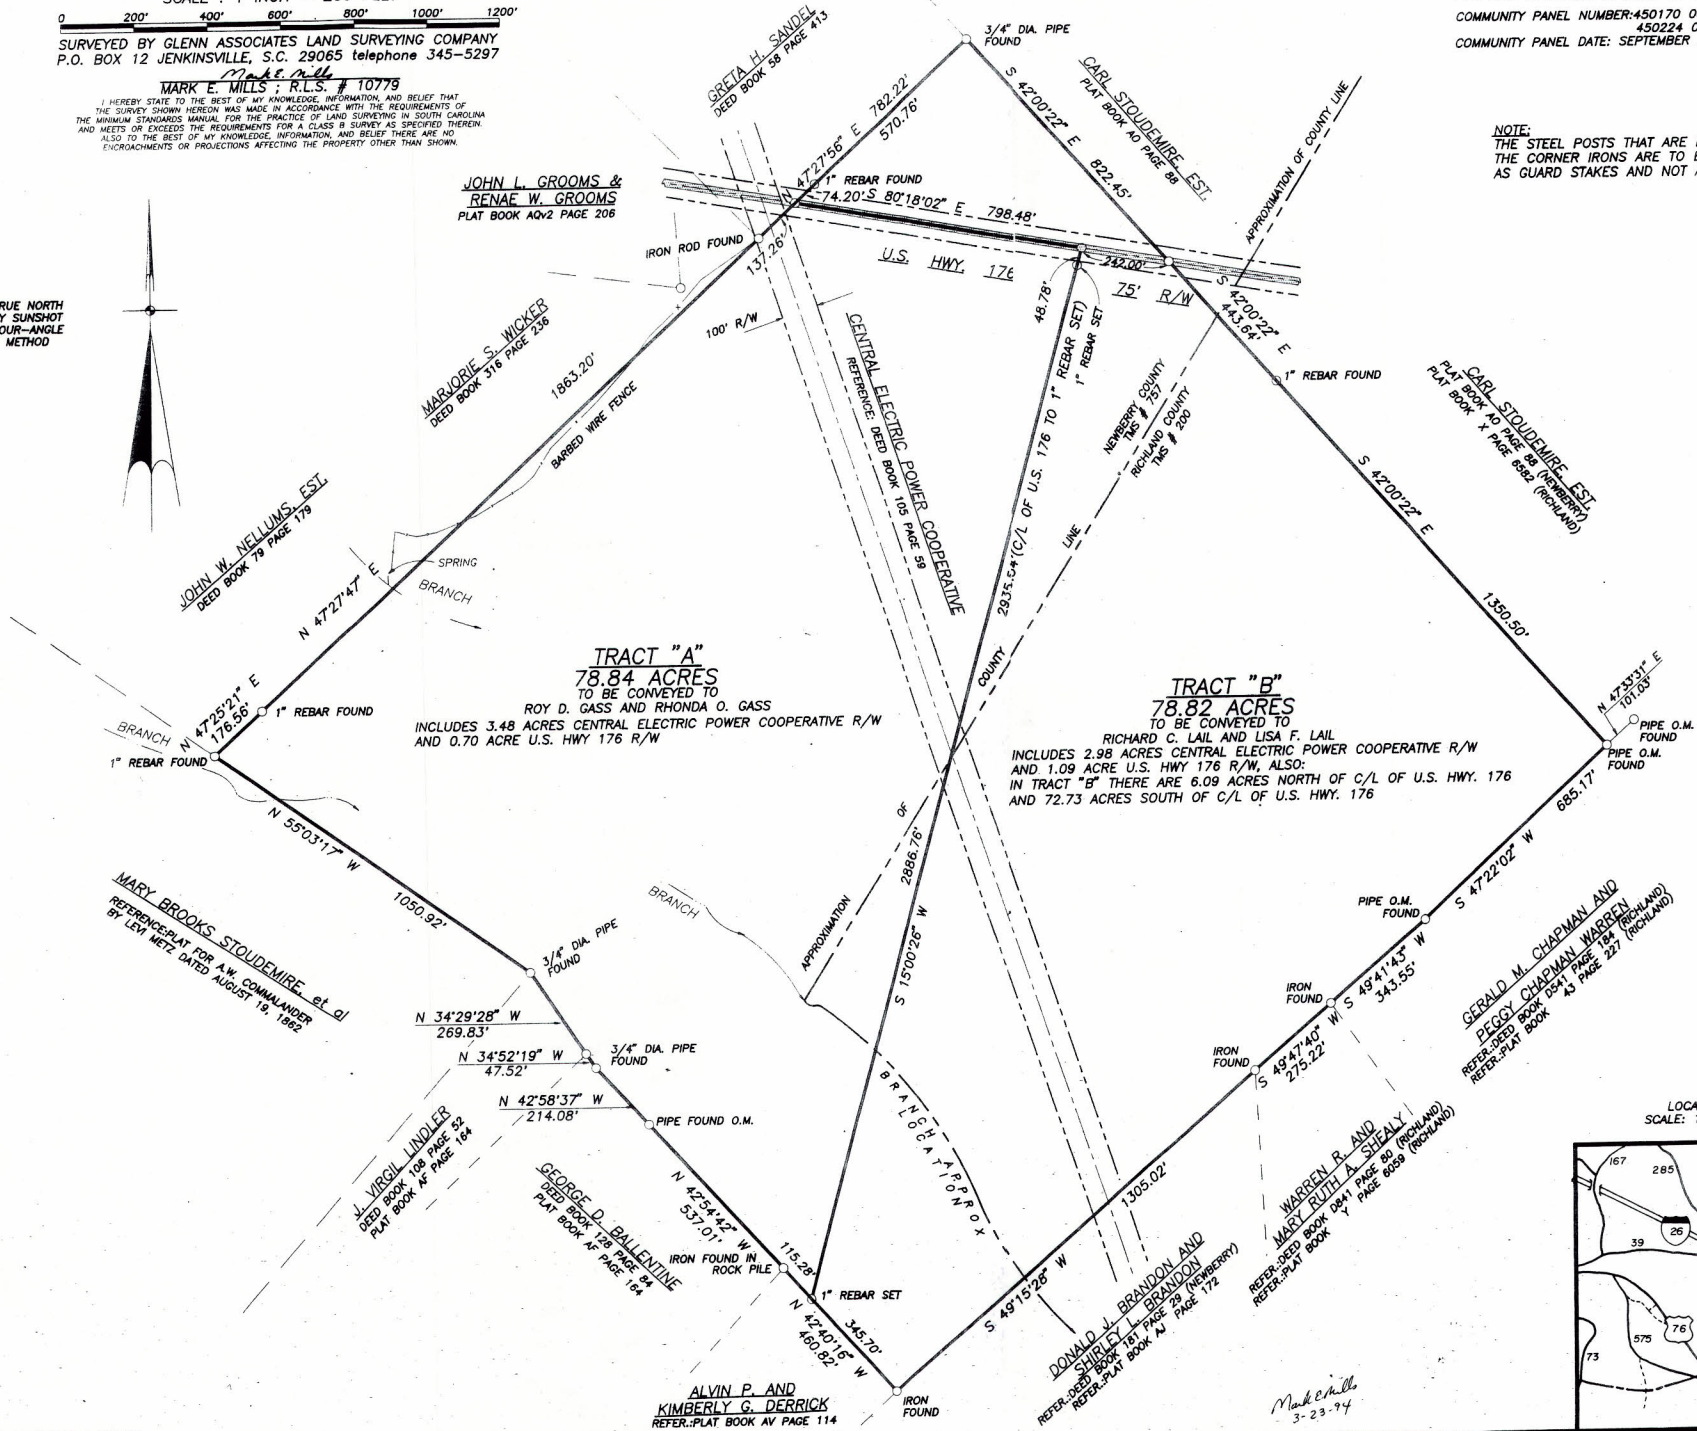 0 200' 400' 600' 800' 1000' 1200'
SURVEYED BY GLENN ASSOCIATES LAND SURVEYING COMPANY
P.O. BOX 12 JENKINSVILLE, S.C. 29065 telephone 345-5297
Mark E. Mills
MARK E. MILLS ; R.L.S. # 10779
I HEREBY STATE TO THE BEST OF MY KNOWLEDGE, INFORMATION, AND BELIEF THAT
THE SURVEY SHOWN HEREON WAS MADE IN ACCORDANCE WITH THE REQUIREMENTS OF
THE MINIMUM STANDARDS MANUAL FOR THE PRACTICE OF LAND SURVEYING IN SOUTH CAROLINA
AND MEETS OR EXCEEDS THE REQUIREMENTS FOR A CLASS B SURVEY AS SPECIFIED THEREIN.
ALSO TO THE BEST OF MY KNOWLEDGE, INFORMATION, AND BELIEF THERE ARE NO
ENCROACHMENTS OR PROJECTIONS AFFECTING THE PROPERTY OTHER THAN SHOWN.
COMMUNITY PANEL NUMBER:450170 0
450224 0
COMMUNITY PANEL DATE: SEPTEMBER
NOTE:
THE STEEL POSTS THAT ARE
THE CORNER IRONS ARE TO
AS GUARD STAKES AND NOT
RUE NORTH
Y SUNSHOT
OUR-ANGLE
METHOD
GRETA H. SANDEL
DEED BOOK 58 PAGE 413
3/4" DIA. PIPE
FOUND
CARL STOUDEMIRE, EST.
PLAT BOOK AO PAGE 88
APPROXIMATION OF COUNTY LINE
N 47°27'56" E 782.22'
570.76'
S 42°00'22" E 822.45'
JOHN L. GROOMS &
RENAE W. GROOMS
PLAT BOOK AQv2 PAGE 206
1" REBAR FOUND
74.20'
S 80°18'02" E 798.48'
IRON ROD FOUND
137.26'
U.S. HWY. 176
242.00'
75' R/W
48.78'
1" REBAR SET
S 42°00'22" E
443.64'
1" REBAR FOUND
100' R/W
CENTRAL ELECTRIC POWER COOPERATIVE
REFERENCE: DEED BOOK 105 PAGE 59
MARJORIE S. WICKER
DEED BOOK 316 PAGE 236
1863.20'
BARBED WIRE FENCE
NEWBERRY COUNTY
TMS # 757
RICHLAND COUNTY
TMS # 200
CARL STOUDEMIRE, EST.
PLAT BOOK AO PAGE 88 (NEWBERRY)
PLAT BOOK X PAGE 6582 (RICHLAND)
S 42°00'22" E
1350.50'
2935.54'(C/L OF U.S. 176 TO 1" REBAR SET)
JOHN W. NELLUMS, EST.
DEED BOOK 79 PAGE 179
SPRING
BRANCH
N 47°27'47" E
TRACT "A"
78.84 ACRES
TO BE CONVEYED TO
ROY D. GASS AND RHONDA O. GASS
INCLUDES 3.48 ACRES CENTRAL ELECTRIC POWER COOPERATIVE R/W
AND 0.70 ACRE U.S. HWY 176 R/W
TRACT "B"
78.82 ACRES
TO BE CONVEYED TO
RICHARD C. LAIL AND LISA F. LAIL
INCLUDES 2.98 ACRES CENTRAL ELECTRIC POWER COOPERATIVE R/W
AND 1.09 ACRE U.S. HWY 176 R/W, ALSO:
IN TRACT "B" THERE ARE 6.09 ACRES NORTH OF C/L OF U.S. HWY. 176
AND 72.73 ACRES SOUTH OF C/L OF U.S. HWY. 176
N 47°25'21" E
176.56'
1" REBAR FOUND
BRANCH
1" REBAR FOUND
N 47°33'31" E
101.03'
PIPE O.M.
FOUND
PIPE O.M.
FOUND
APPROXIMATION OF COUNTY LINE
N 55°03'17" W
1050.92'
MARY BROOKS STOUDEMIRE, et al
REFERENCE:PLAT FOR A.W. COMMALANDER
BY LEVI METZ DATED AUGUST 19, 1862
BRANCH
2886.76'
S 15°00'26" W
685.17'
S 47°22'02" W
PIPE O.M.
FOUND
3/4" DIA. PIPE
FOUND
S 49°41'43" W
343.55'
GERALD M. CHAPMAN AND
PEGGY CHAPMAN WARREN
REFER.:DEED BOOK D541 PAGE 184 (RICHLAND)
REFER.:PLAT BOOK 43 PAGE 227 (RICHLAND)
N 34°29'28" W
269.83'
N 34°52'19" W
47.52'
3/4" DIA. PIPE
FOUND
IRON
FOUND
IRON
FOUND
S 49°47'40" W
275.22'
N 42°58'37" W
214.08'
PIPE FOUND O.M.
BRANCH APPROX
LOCATION
J. VIRGIL LINDLER
DEED BOOK 108 PAGE 52
PLAT BOOK AF PAGE 164
GEORGE D. BALLENTINE
DEED BOOK 128 PAGE 84
PLAT BOOK AF PAGE 164
N 42°54'42" W
537.01'
IRON FOUND IN
ROCK PILE
115.28'
1" REBAR SET
1305.02'
S 49°15'28" W
WARREN R. AND
MARY RUTH A. SHEALY
REFER.:DEED BOOK D841 PAGE 80 (RICHLAND)
REFER.:PLAT BOOK Y PAGE 6059 (RICHLAND)
DONALD J. BRANDON AND
SHIRLEY L. BRANDON
REFER.:DEED BOOK 181 PAGE 29 (NEWBERRY)
REFER.:PLAT BOOK AJ PAGE 172
345.70'
N 42°40'16" W
460.82'
IRON
FOUND
ALVIN P. AND
KIMBERLY G. DERRICK
REFER.:PLAT BOOK AV PAGE 114
Mark E Mills
3-23-94
LOCA
SCALE:
167
285
26
39
76
575
73